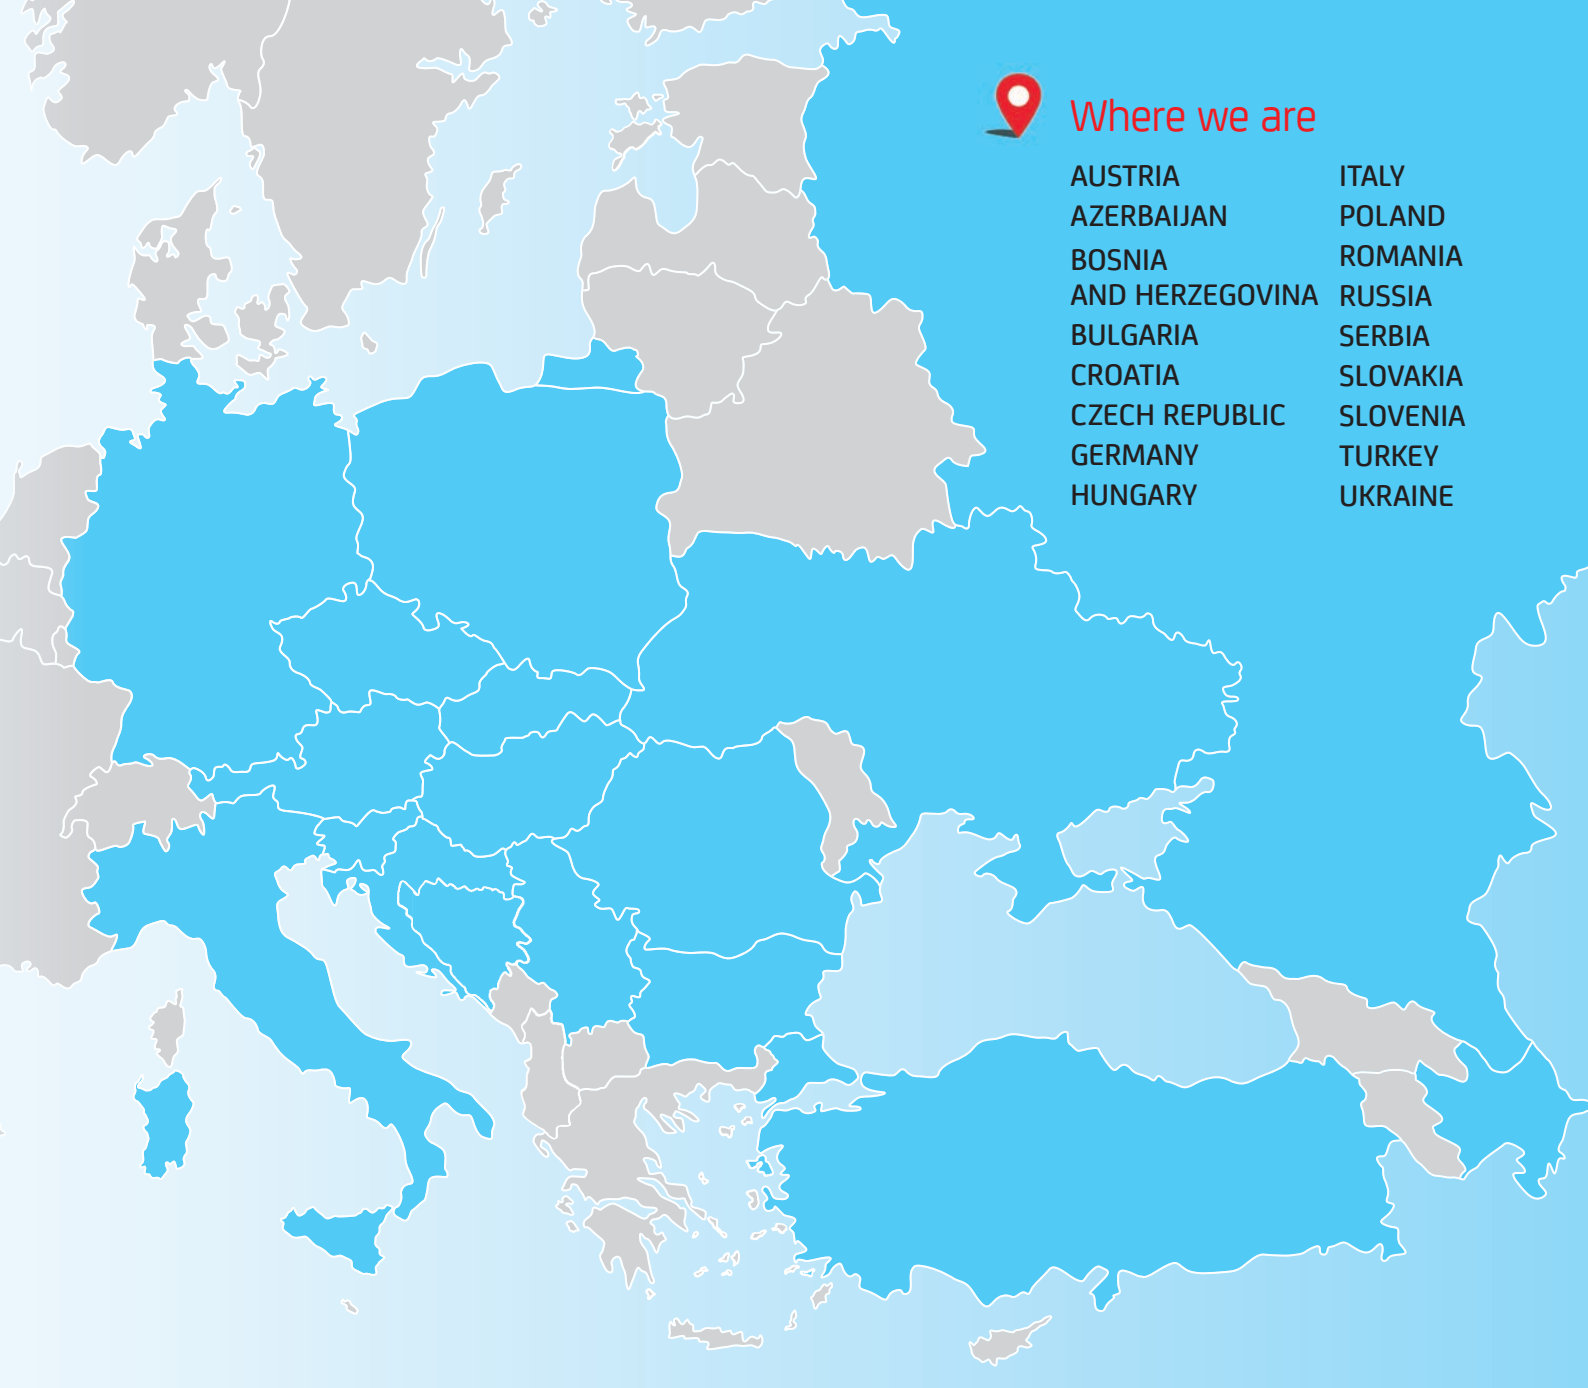 Where we are
AUSTRIA
AZERBAIJAN
BOSNIA
AND HERZEGOVINA
BULGARIA
CROATIA
CZECH REPUBLIC
GERMANY
HUNGARY
ITALY
POLAND
ROMANIA
RUSSIA
SERBIA
SLOVAKIA
SLOVENIA
TURKEY
UKRAINE